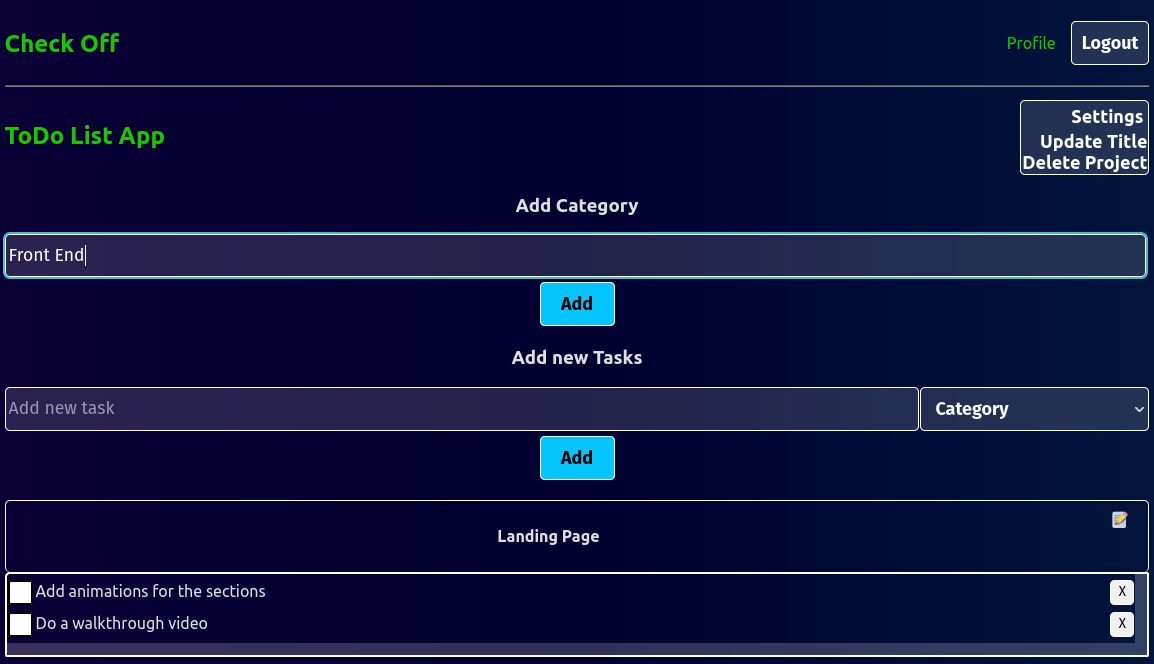 Check Off
Profile
Logout
ToDo List App
Settings
Update Title
Delete Project
Add Category
Front End
Add
Add new Tasks
Add new task
Category
Add
Landing Page
Add animations for the sections
X
Do a walkthrough video
X